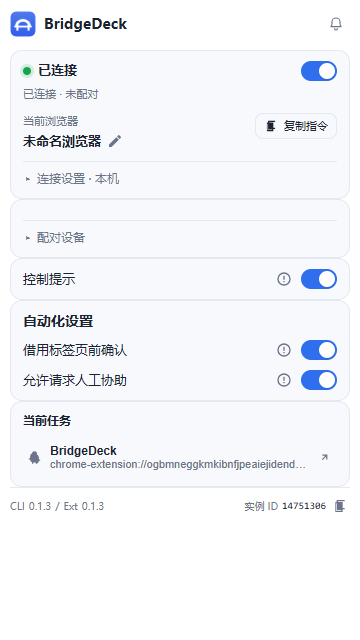 BridgeDeck
已连接
已连接 · 未配对
当前浏览器
未命名浏览器
复制指令
连接设置 · 本机
配对设备
控制提示
自动化设置
借用标签页前确认
允许请求人工协助
当前任务
BridgeDeck
chrome-extension://ogbmneggkmkibnfjpeaiejidend…
CLI 0.1.3 / Ext 0.1.3
实例 ID 14751306